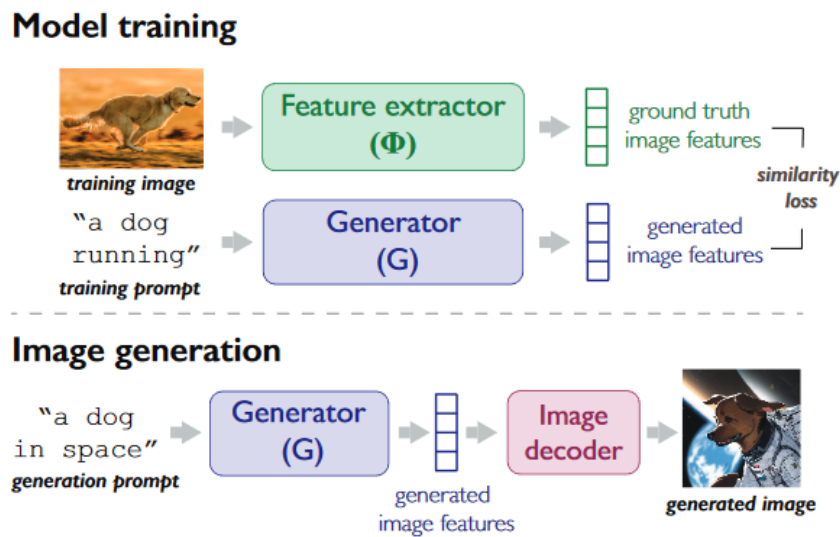 Model training
Feature extractor
(Φ)
ground truth
image features
training image
similarity
loss
“a dog
running”
training prompt
Generator
(G)
generated
image features
Image generation
“a dog
in space”
generation prompt
Generator
(G)
generated
image features
Image
decoder
generated image